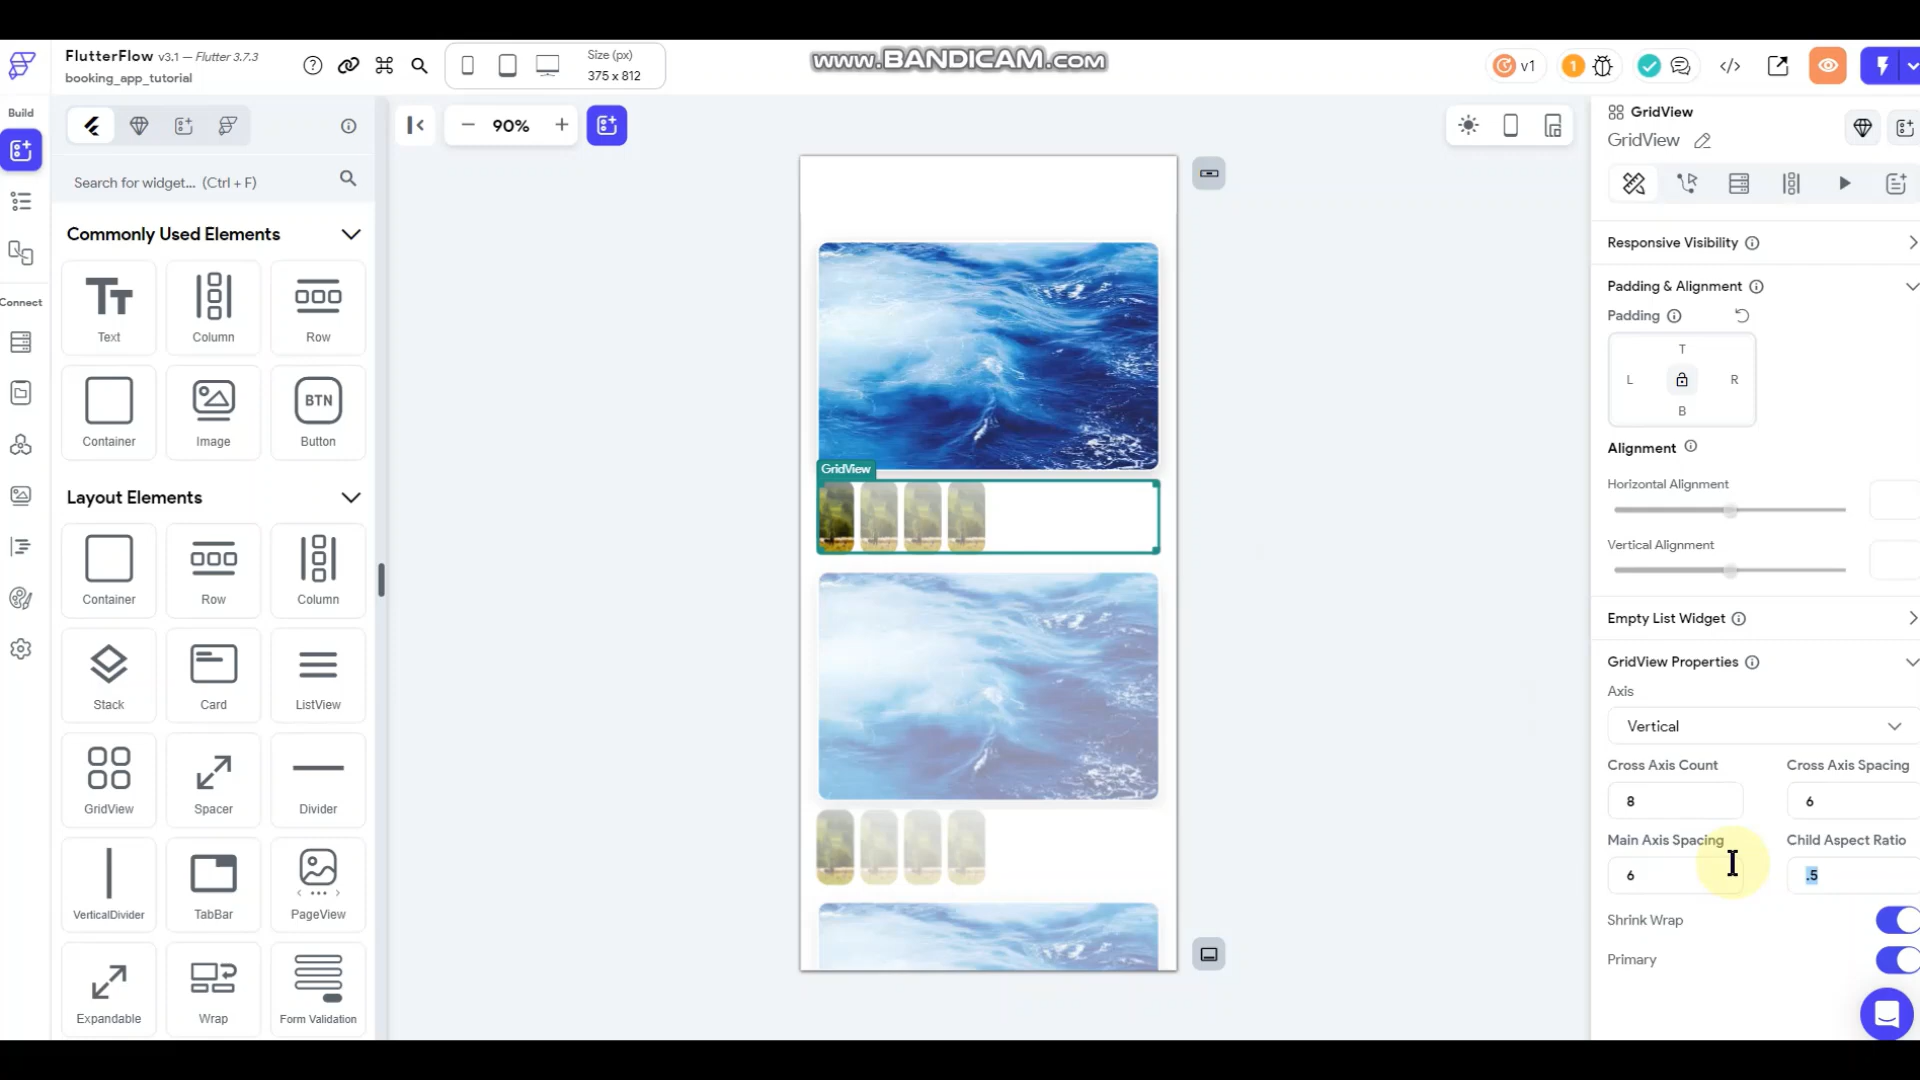 FlutterFlow v3.1 — Flutter 3.7.3
booking_app_tutorial
Size (px)
375 x 812
www.BANDICAM.com
v1
1
Build
Connect
90%
Search for widget... (Ctrl + F)
Commonly Used Elements
Text
Column
Row
Container
Image
BTN
Button
Layout Elements
Container
Row
Column
Stack
Card
ListView
GridView
Spacer
Divider
VerticalDivider
TabBar
PageView
Expandable
Wrap
Form Validation
GridView
GridView
GridView
Responsive Visibility
Padding & Alignment
Padding
T
L
R
B
Alignment
Horizontal Alignment
Vertical Alignment
Empty List Widget
GridView Properties
Axis
Vertical
Cross Axis Count
Cross Axis Spacing
8
6
Main Axis Spacing
Child Aspect Ratio
6
.5
Shrink Wrap
Primary